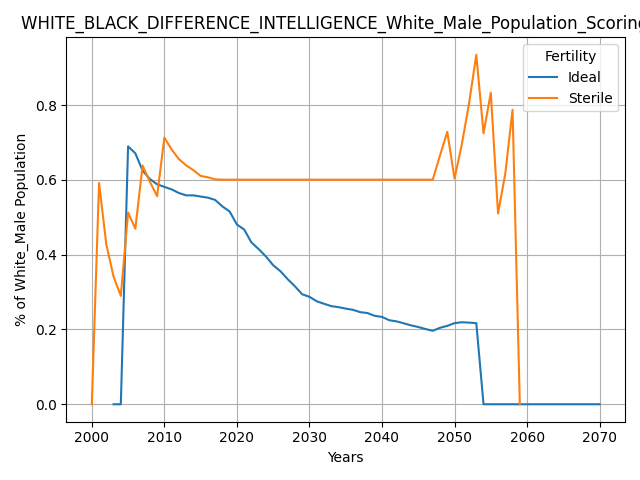 WHITE_BLACK_DIFFERENCE_INTELLIGENCE_White_Male_Population_Scoring
Fertility
Ideal
Sterile
0.8
0.6
0.4
0.2
0.0
% of White_Male Population
2000 2010 2020 2030 2040 2050 2060 2070
Years